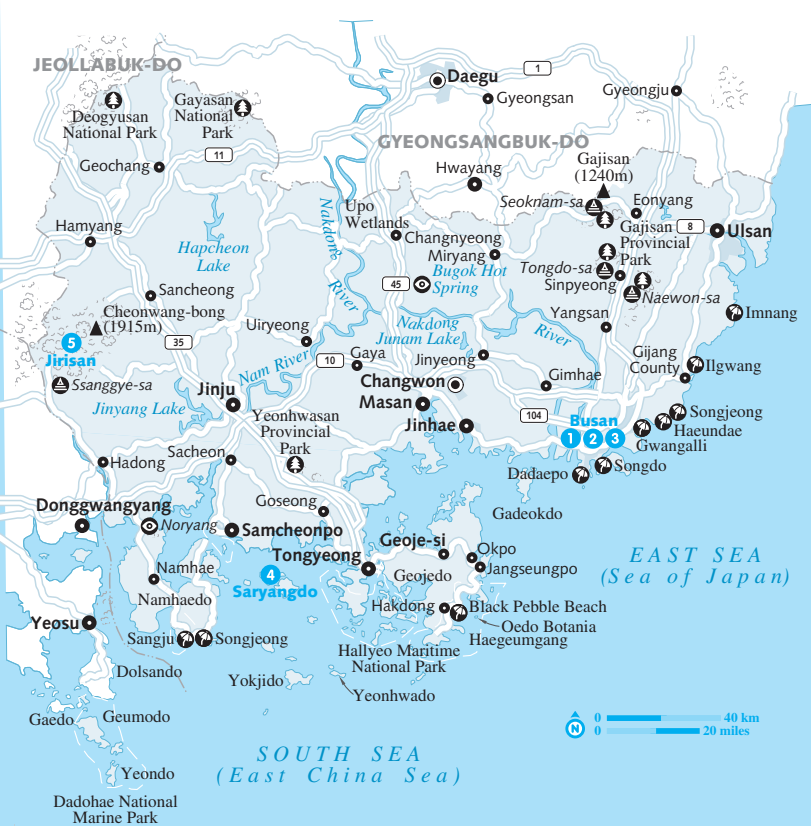 JEOLLABUK-DO
Daegu
1
Gyeongsan
Gyeongju
Deogyusan
National Park
Gayasan
National
Park
GYEONGSANGBUK-DO
Geochang
11
Hwayang
Gajisan
(1240m)
Seoknam-sa
Eonyang
Upo
Wetlands
Nakdong
River
Hamyang
Hapcheon
Lake
Changnyeong
Miryang
Gajisan
Provincial
Park
8
Ulsan
Bugok Hot
Spring
45
Tongdo-sa
Sinpyeong
Naewon-sa
Sancheong
Cheonwang-bong
(1915m)
Uiryeong
Nakdong
Junam Lake
River
Yangsan
Imnang
5
Jirisan
35
Nam River
10
Gaya
Jinyeong
Gijang
County
Ilgwang
Ssanggye-sa
Jinju
Changwon
Masan
Gimhae
Jinyang Lake
Yeonhwasan
Provincial
Park
Jinhae
104
Busan
1
2
3
Songjeong
Haeundae
Gwangalli
Hadong
Sacheon
Dadaepo
Songdo
Donggwangyang
Noryang
Goseong
Samcheonpo
Gadeokdo
Tongyeong
Geoje-si
Okpo
Jangseungpo
Geojedo
EAST SEA
(Sea of Japan)
Namhae
Namhaedo
4
Saryangdo
Hakdong
Black Pebble Beach
Oedo Botania
Haegeumgang
Yeosu
Sangju
Songjeong
Hallyeo Maritime
National Park
Dolsando
Yokjido
Yeonhwado
Gaedo
Geumodo
N
0
40 km
0
20 miles
SOUTH SEA
(East China Sea)
Yeondo
Dadohae National
Marine Park